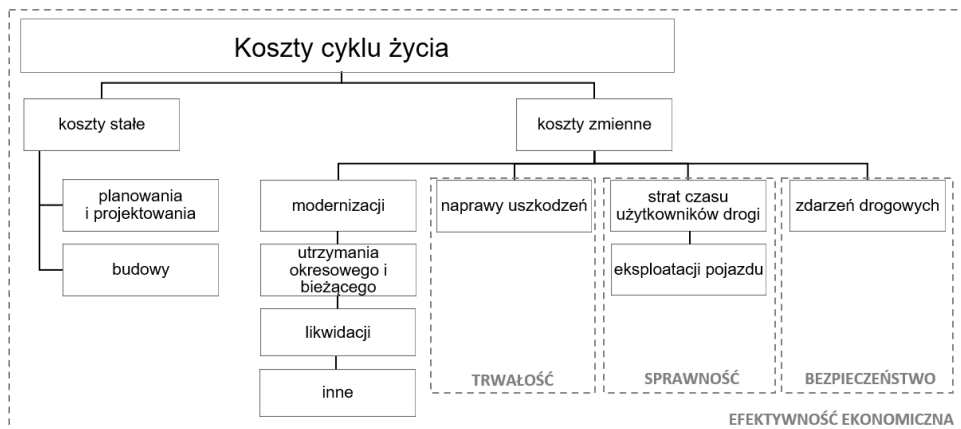 Koszty cyklu życia
koszty stałe
koszty zmienne
planowania
i projektowania
budowy
modernizacji
utrzymania
okresowego i
bieżącego
likwidacji
inne
naprawy uszkodzeń
TRWAŁOŚĆ
strat czasu
użytkowników drogi
eksploatacji pojazdu
SPRAWNOŚĆ
zdarzeń drogowych
BEZPIECZEŃSTWO
EFEKTYWNOŚĆ EKONOMICZNA